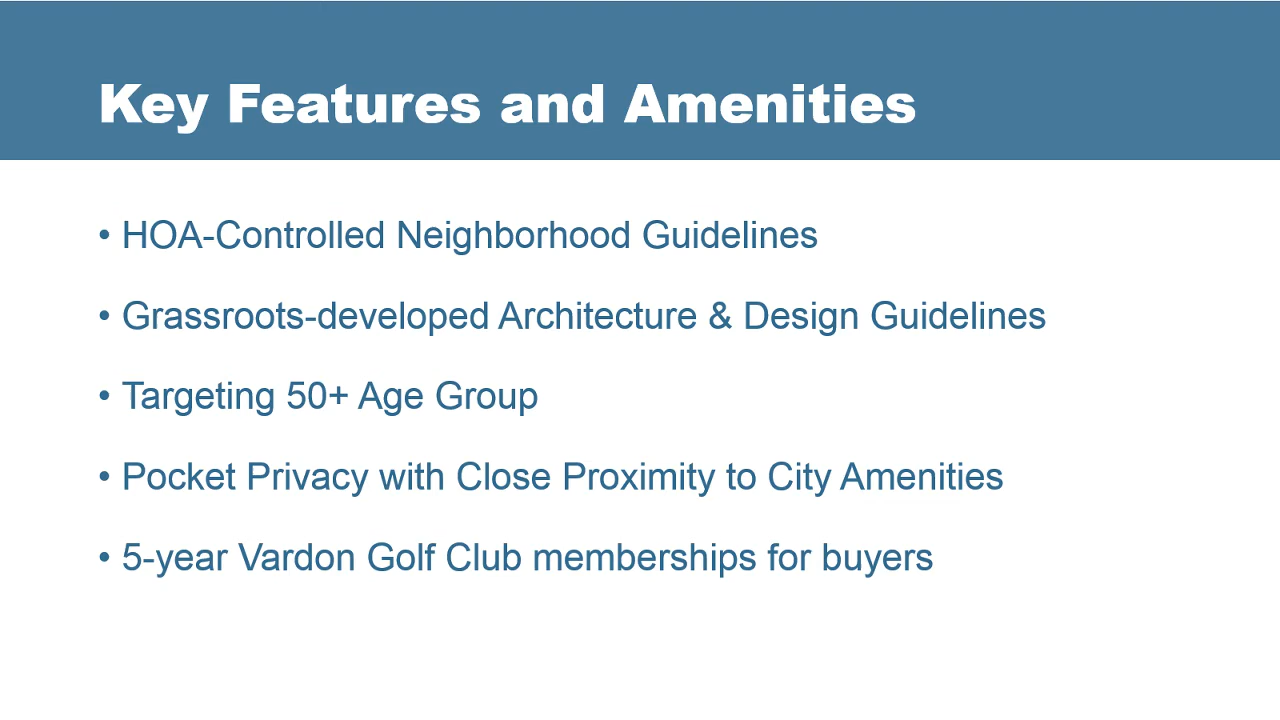 Key Features and Amenities
• HOA-Controlled Neighborhood Guidelines
• Grassroots-developed Architecture & Design Guidelines
• Targeting 50+ Age Group
• Pocket Privacy with Close Proximity to City Amenities
• 5-year Vardon Golf Club memberships for buyers